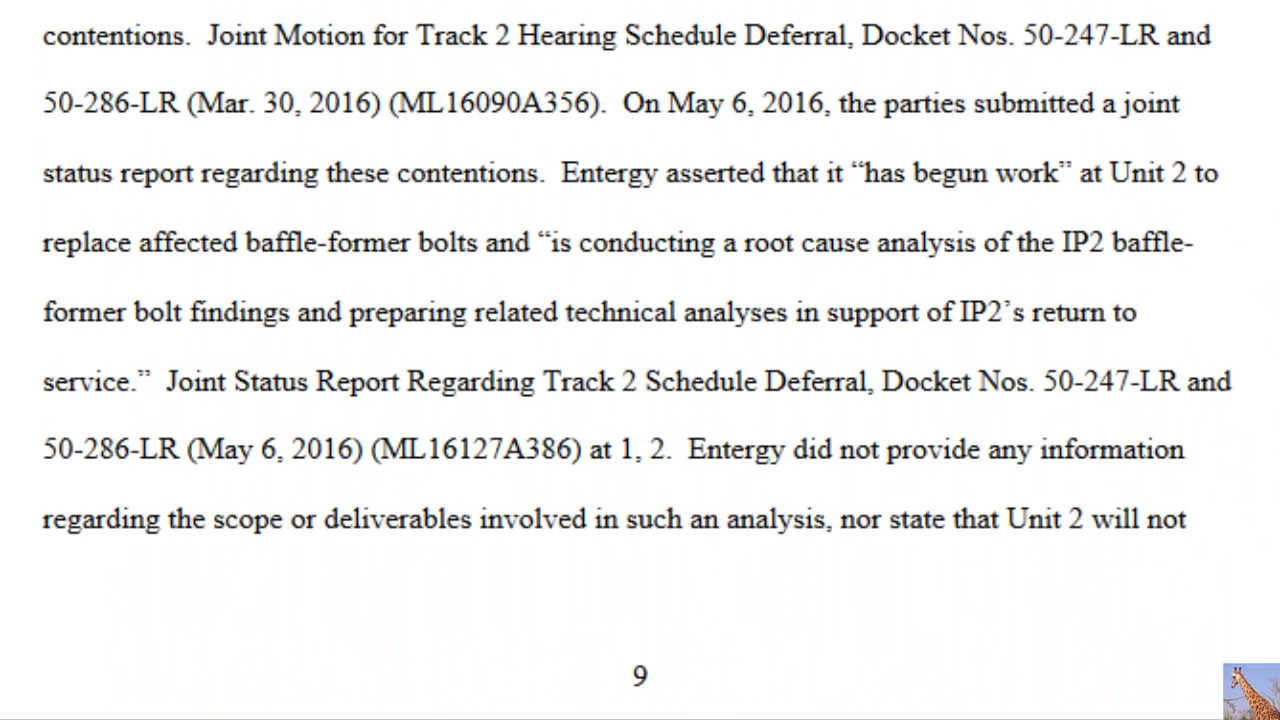 contentions.  Joint Motion for Track 2 Hearing Schedule Deferral, Docket Nos. 50-247-LR and
50-286-LR (Mar. 30, 2016) (ML16090A356).  On May 6, 2016, the parties submitted a joint
status report regarding these contentions.  Entergy asserted that it “has begun work” at Unit 2 to
replace affected baffle-former bolts and “is conducting a root cause analysis of the IP2 baffle-
former bolt findings and preparing related technical analyses in support of IP2’s return to
service.”  Joint Status Report Regarding Track 2 Schedule Deferral, Docket Nos. 50-247-LR and
50-286-LR (May 6, 2016) (ML16127A386) at 1, 2.  Entergy did not provide any information
regarding the scope or deliverables involved in such an analysis, nor state that Unit 2 will not
9